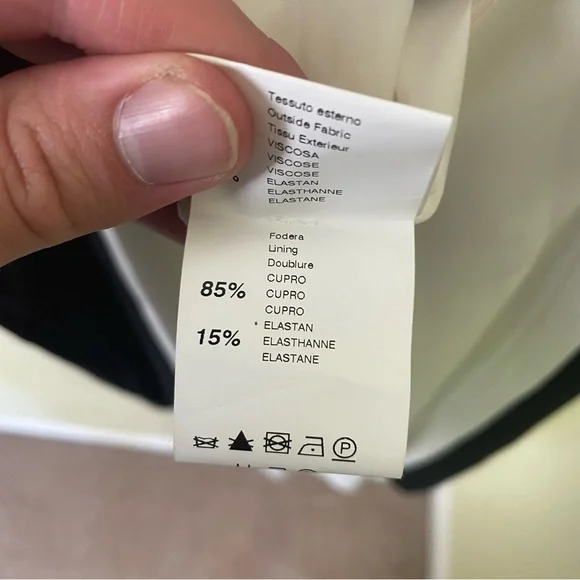 Tessuto esterno
Outside Fabric
Tissu Exterieur
VISCOSA
VISCOSE
VISCOSE
ELASTAN
ELASTHANNE
ELASTANE
Fodera
Lining
Doublure
85% CUPRO
CUPRO
CUPRO
15% * ELASTAN
ELASTHANNE
ELASTANE
P